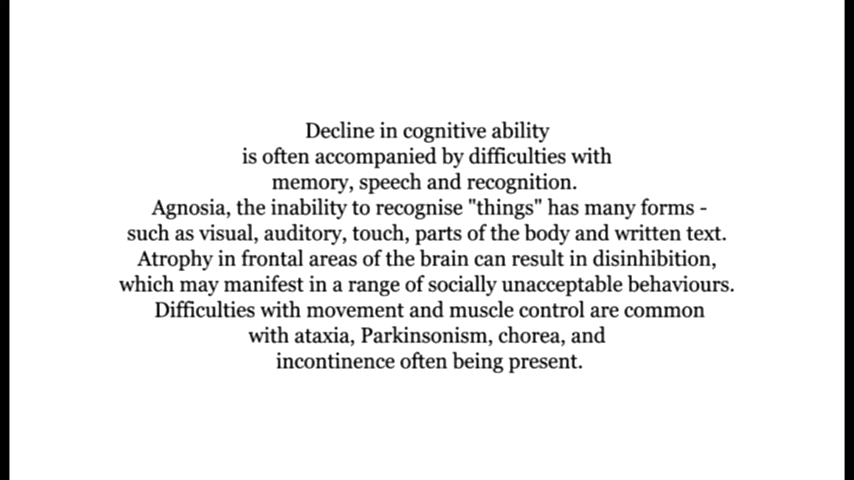 Decline in cognitive ability
is often accompanied by difficulties with
memory, speech and recognition.
Agnosia, the inability to recognise "things" has many forms -
such as visual, auditory, touch, parts of the body and written text.
Atrophy in frontal areas of the brain can result in disinhibition,
which may manifest in a range of socially unacceptable behaviours.
Difficulties with movement and muscle control are common
with ataxia, Parkinsonism, chorea, and
incontinence often being present.